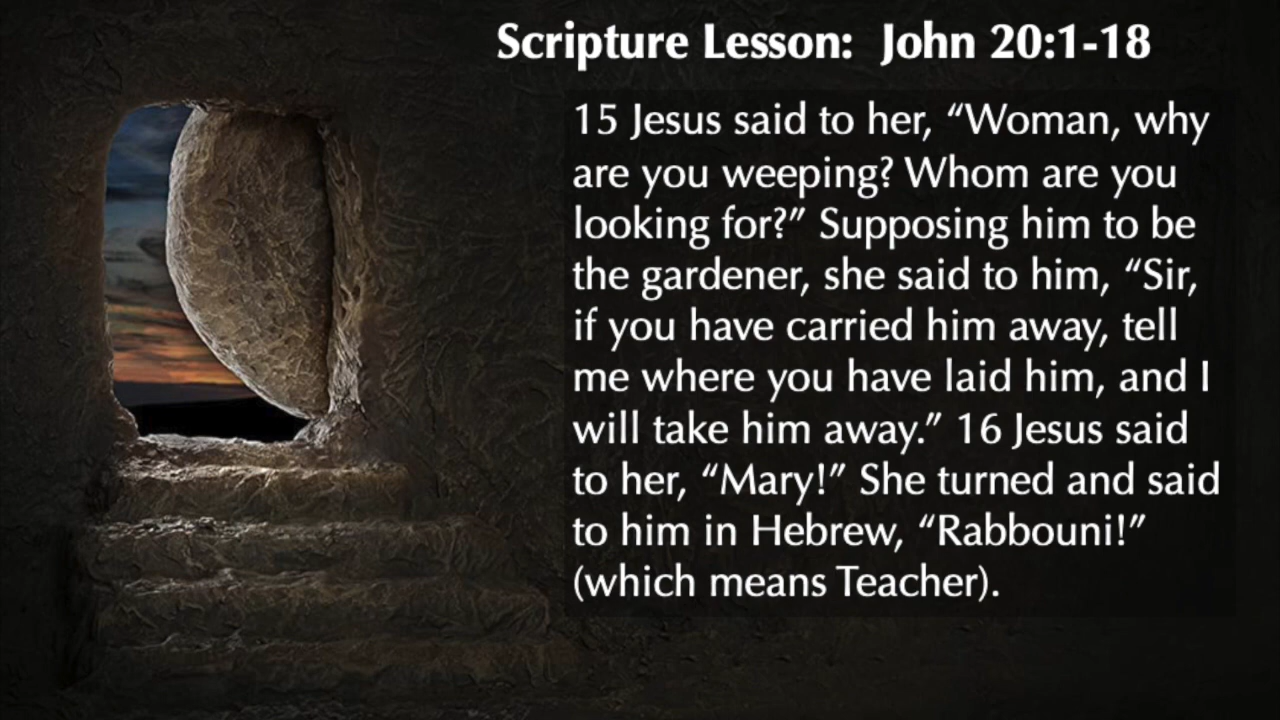 Scripture Lesson:  John 20:1-18
15 Jesus said to her, “Woman, why
are you weeping? Whom are you
looking for?” Supposing him to be
the gardener, she said to him, “Sir,
if you have carried him away, tell
me where you have laid him, and I
will take him away.” 16 Jesus said
to her, “Mary!” She turned and said
to him in Hebrew, “Rabbouni!”
(which means Teacher).